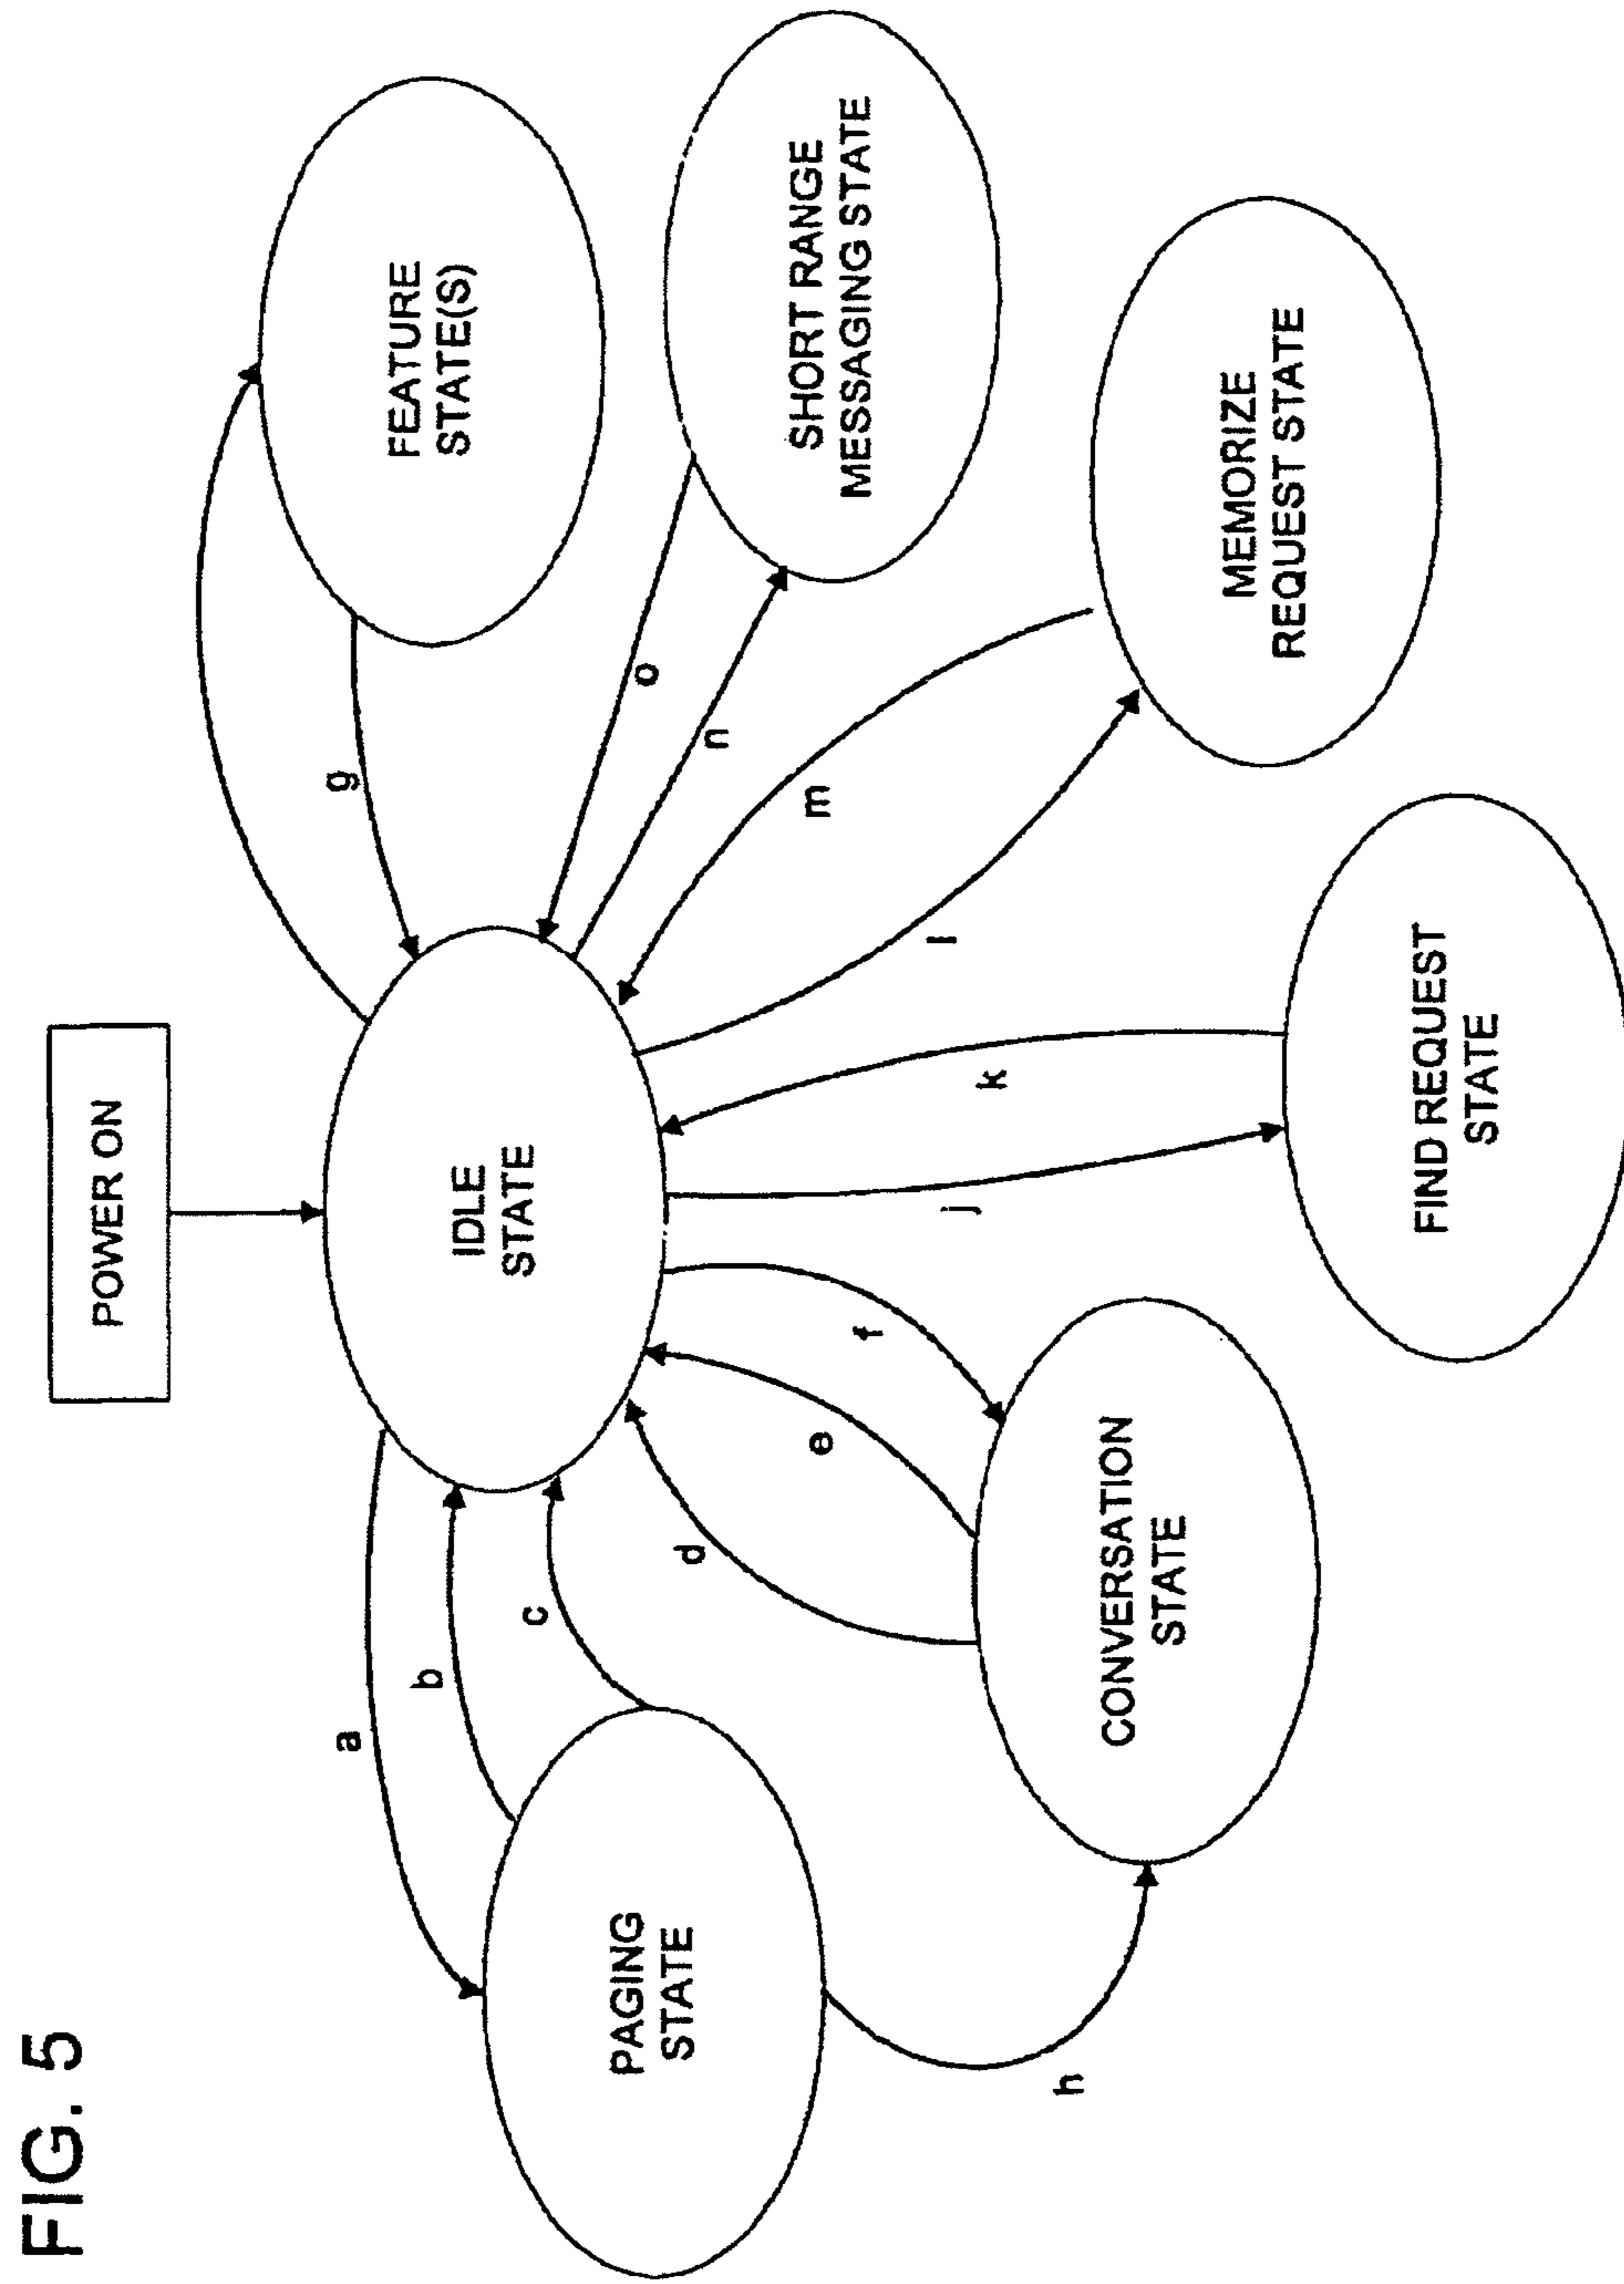 FIG. 5
POWER ON
IDLE
STATE
a
b
c
d
e
f
g
h
j
k
l
m
n
o
PAGING
STATE
CONVERSATION
STATE
FIND REQUEST
STATE
MEMORIZE
REQUEST STATE
SHORT RANGE
MESSAGING STATE
FEATURE
STATE(S)